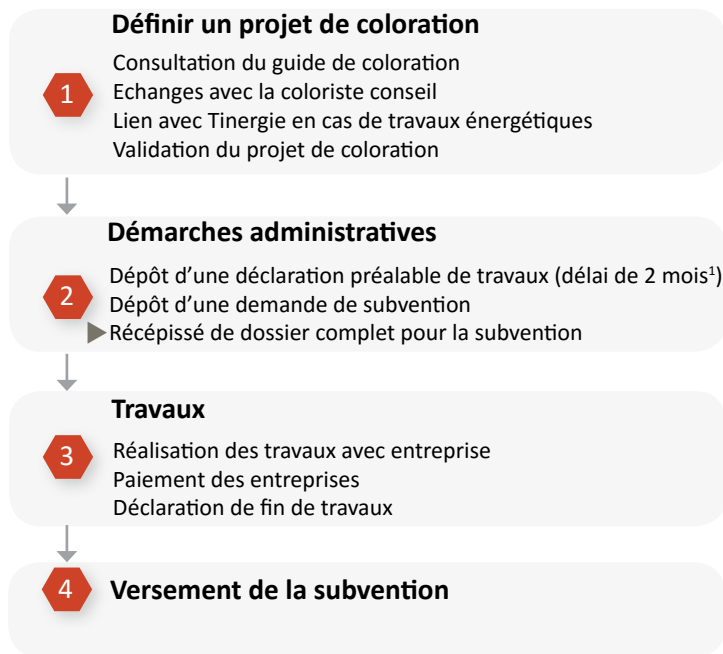 Définir un projet de coloration
1
Consultation du guide de coloration
Echanges avec la coloriste conseil
Lien avec Tinergie en cas de travaux énergétiques
Validation du projet de coloration
Démarches administratives
2
Dépôt d’une déclaration préalable de travaux (délai de 2 mois¹)
Dépôt d’une demande de subvention
Récépissé de dossier complet pour la subvention
Travaux
3
Réalisation des travaux avec entreprise
Paiement des entreprises
Déclaration de fin de travaux
4
Versement de la subvention